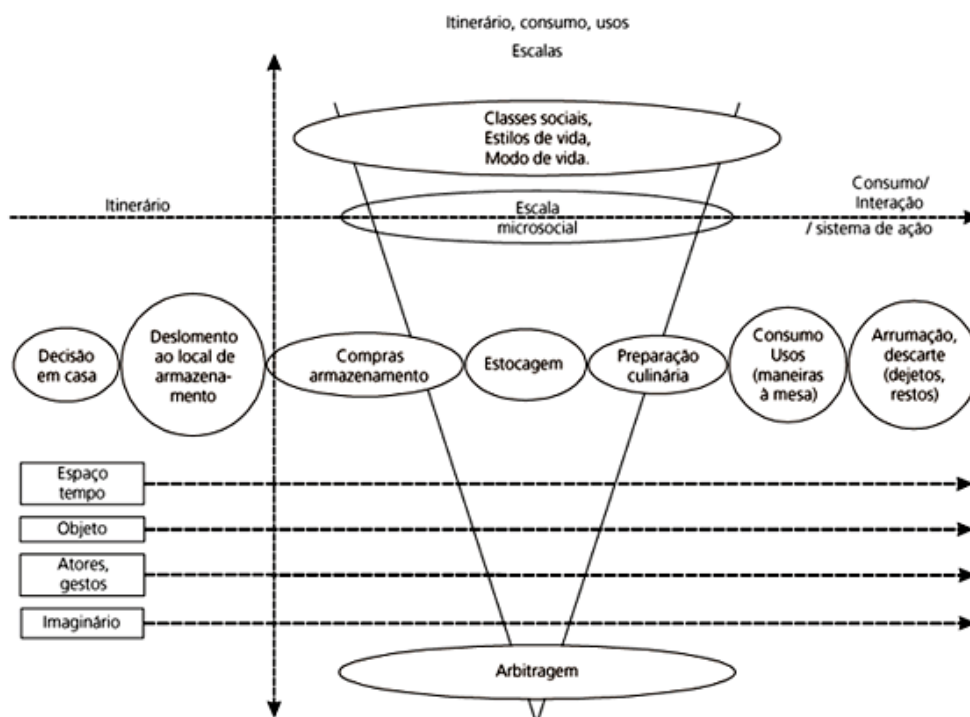 Itinerário, consumo, usos
Escalas
Classes sociais,
Estilos de vida,
Modo de vida.
Itinerário
Escala
microsocial
Consumo/
Interação
/ sistema de ação
Decisão
em casa
Deslomento
ao local de
armazena-
mento
Compras
armazenamento
Estocagem
Preparação
culinária
Consumo
Usos
(maneiras
à mesa)
Arrumação,
descarte
(dejetos,
restos)
Espaço
tempo
Objeto
Atores,
gestos
Imaginário
Arbitragem